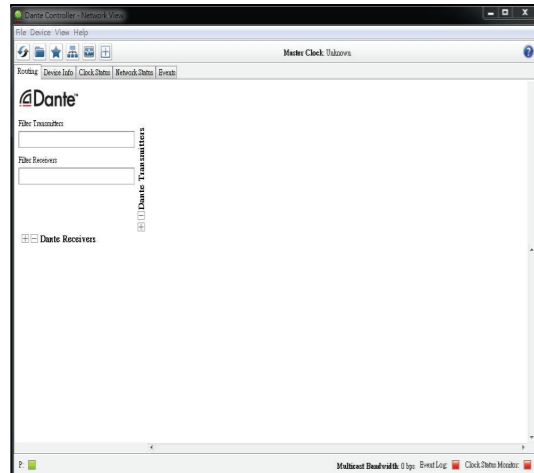 Dante Controller - Network View
File Device View Help
Master Clock: Unknown
?
Routing Device Info Clock Status Network Status Events
Dante™
Filter Transmitters
Filter Receivers
Dante Transmitters
Dante Receivers
P: Multicast Bandwidth: 0 bps Event Log: Clock Status Monitor: